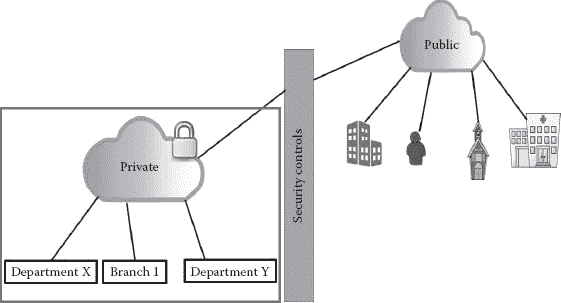 Public
Security controls
Private
Department X
Branch 1
Department Y